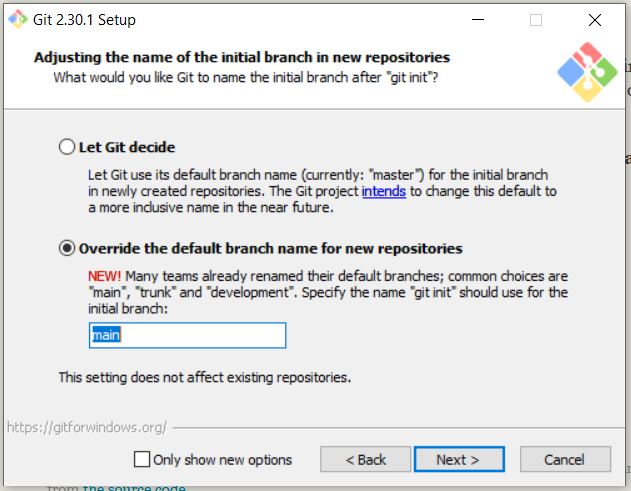 Git 2.30.1 Setup
Adjusting the name of the initial branch in new repositories
What would you like Git to name the initial branch after "git init"?
Let Git decide
Let Git use its default branch name (currently: "master") for the initial branch
in newly created repositories. The Git project intends to change this default to
a more inclusive name in the near future.
Override the default branch name for new repositories
NEW! Many teams already renamed their default branches; common choices are
"main", "trunk" and "development". Specify the name "git init" should use for the
initial branch:
main
This setting does not affect existing repositories.
https://gitforwindows.org/
Only show new options
< Back
Next >
Cancel
from the source code